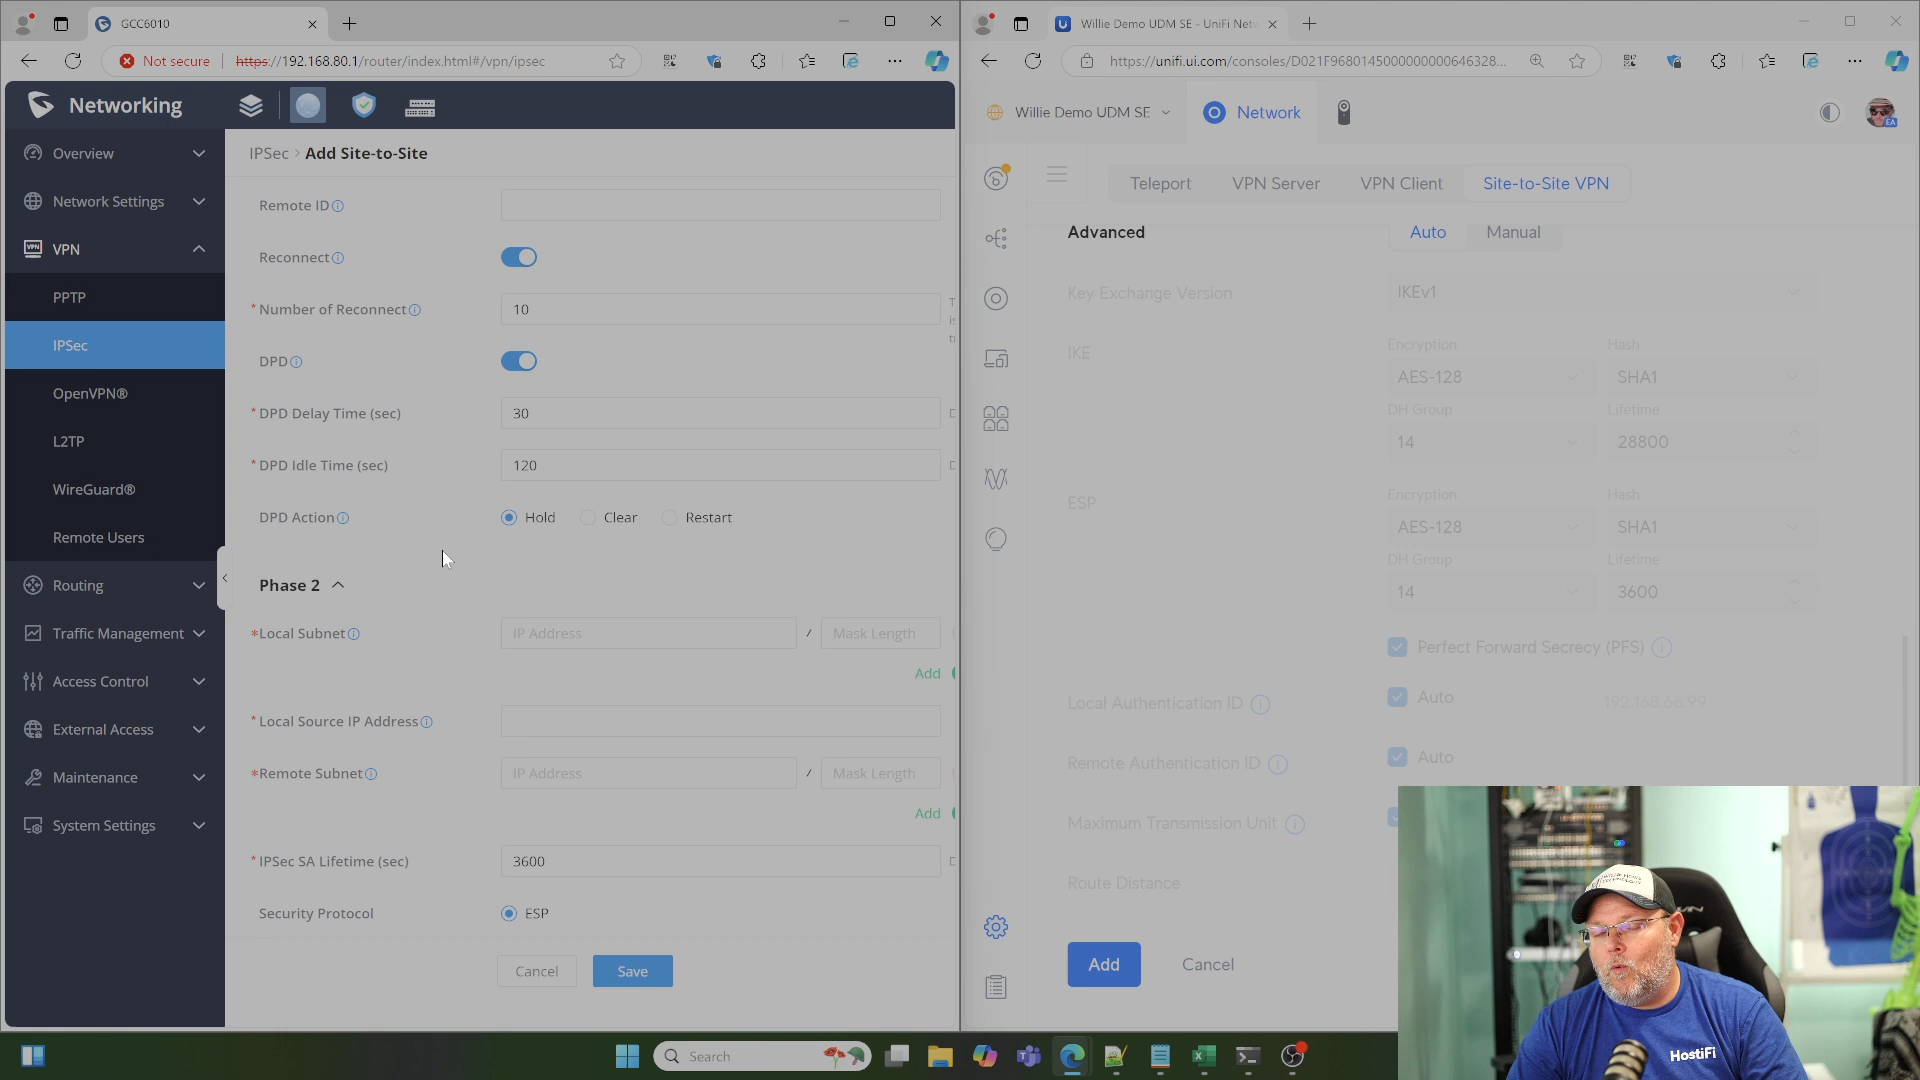 GCC6010
Not secure
https://192.168.80.1/router/index.html#/vpn/ipsec
Networking
Overview
Network Settings
VPN
VPN
PPTP
IPSec
OpenVPN®
L2TP
WireGuard®
Remote Users
Routing
Traffic Management
Access Control
External Access
Maintenance
System Settings
IPSec > Add Site-to-Site
Remote ID
Reconnect
* Number of Reconnect
10
DPD
* DPD Delay Time (sec)
30
* DPD Idle Time (sec)
120
DPD Action
Hold
Clear
Restart
Phase 2
*Local Subnet
IP Address
/
Mask Length
Add
* Local Source IP Address
*Remote Subnet
IP Address
/
Mask Length
Add
* IPSec SA Lifetime (sec)
3600
Security Protocol
ESP
Cancel
Save
Willie Demo UDM SE - UniFi Netw
https://unifi.ui.com/consoles/D021F9680145000000000646328...
Willie Demo UDM SE
Network
EA
Teleport
VPN Server
VPN Client
Site-to-Site VPN
Advanced
Auto
Manual
Key Exchange Version
IKEv1
IKE
Encryption
Hash
AES-128
SHA1
DH Group
Lifetime
14
28800
ESP
Encryption
Hash
AES-128
SHA1
DH Group
Lifetime
14
3600
Perfect Forward Secrecy (PFS)
Local Authentication ID
Auto
192.168.66.99
Remote Authentication ID
Auto
Maximum Transmission Unit
Route Distance
Add
Cancel
HostiFi
Search